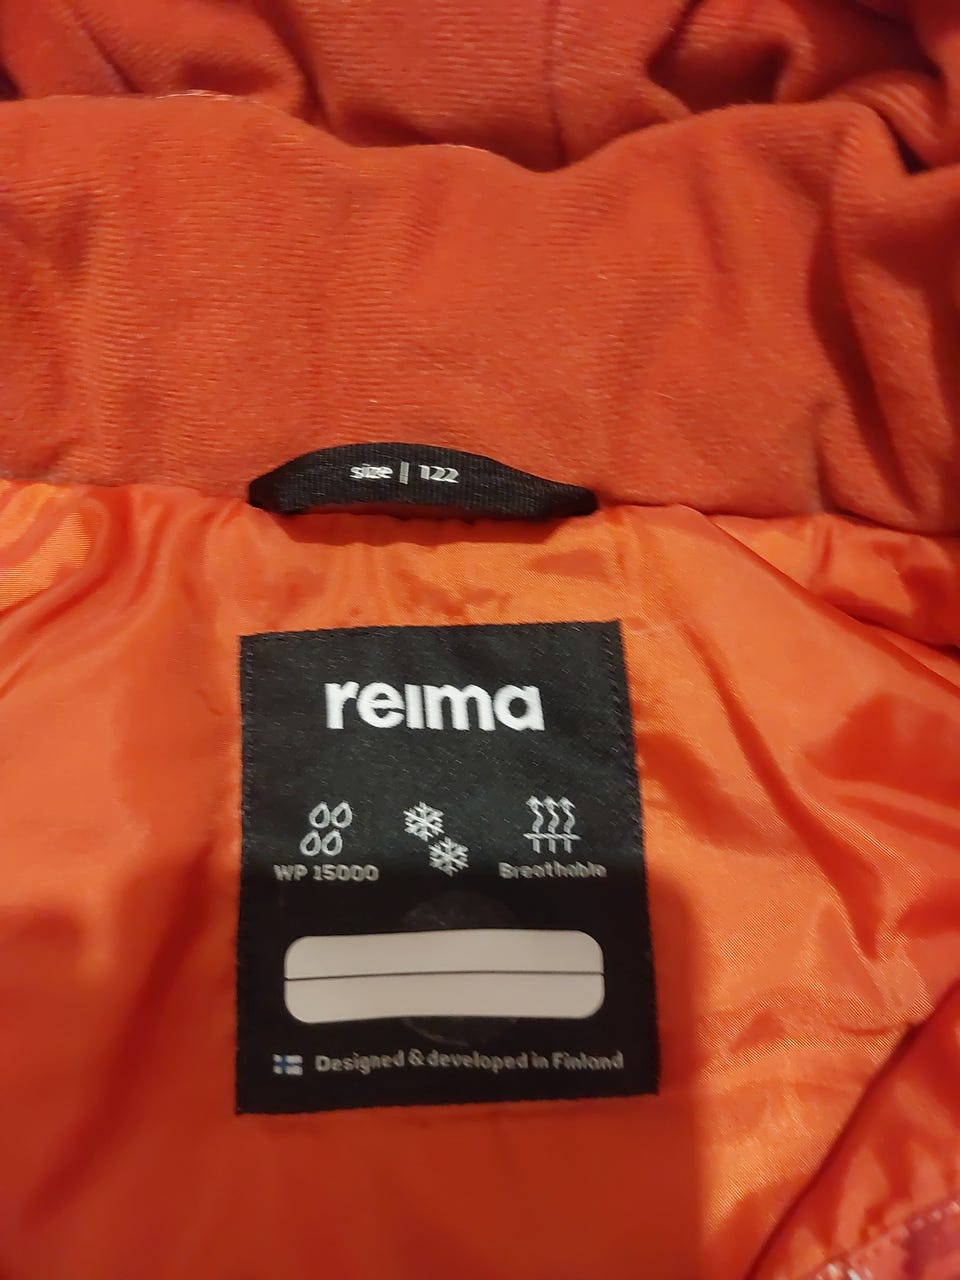 size | 122
reima
WP 15000
Breathable
Designed & developed in Finland